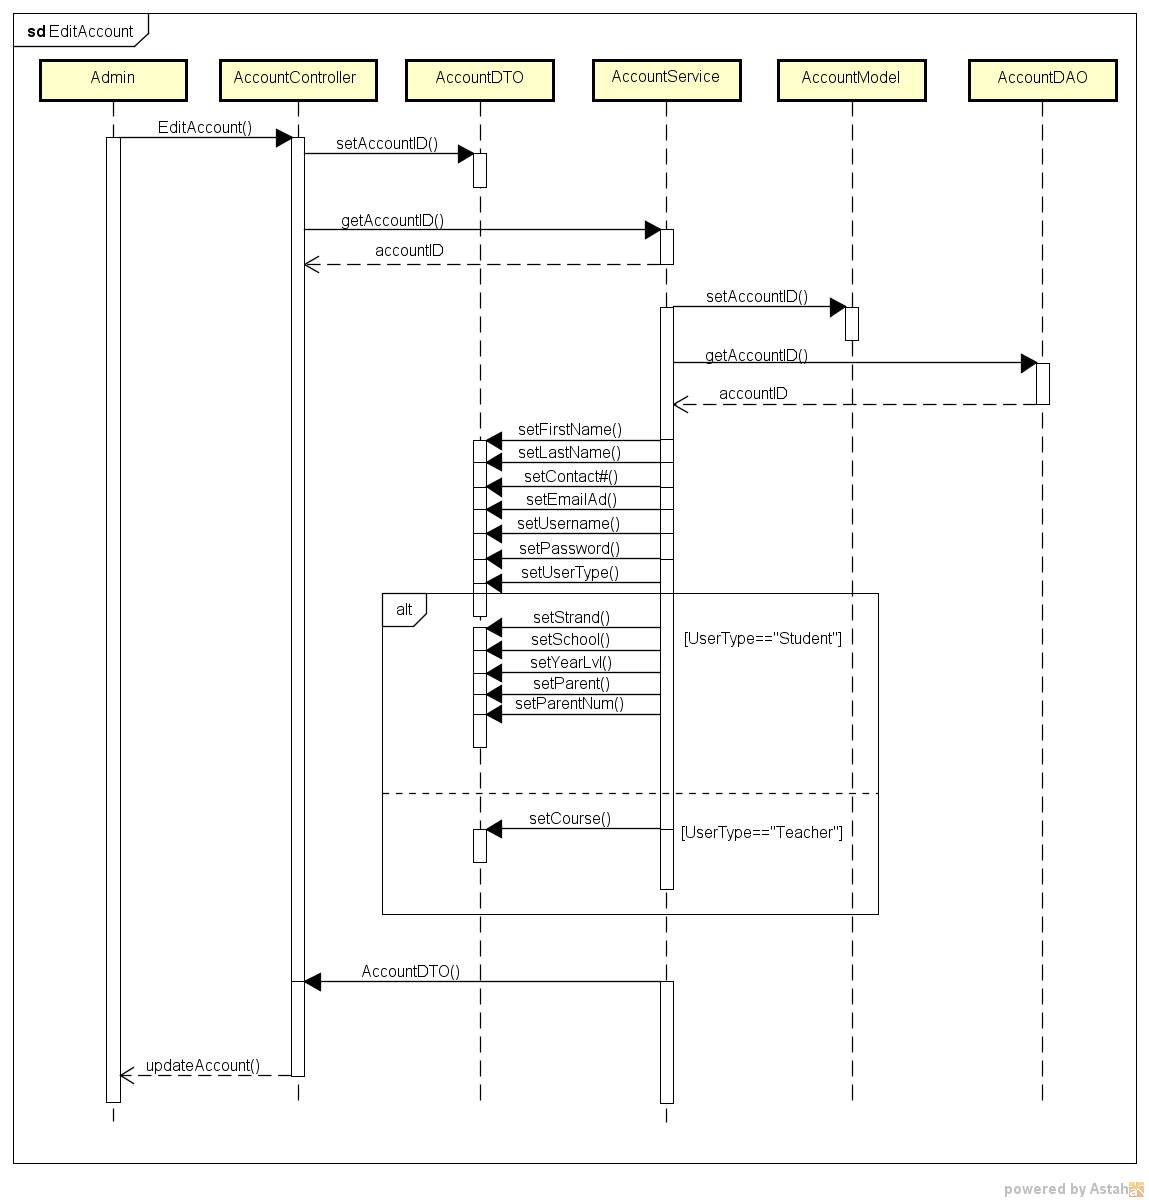 sd EditAccount
Admin
AccountController
AccountDTO
AccountService
AccountModel
AccountDAO
EditAccount()
setAccountID()
getAccountID()
accountID
setAccountID()
getAccountID()
accountID
setFirstName()
setLastName()
setContact#()
setEmailAd()
setUsername()
setPassword()
setUserType()
alt
setStrand()
[UserType=="Student"]
setSchool()
setYearLvl()
setParent()
setParentNum()
setCourse()
[UserType=="Teacher"]
AccountDTO()
updateAccount()
powered by Astah